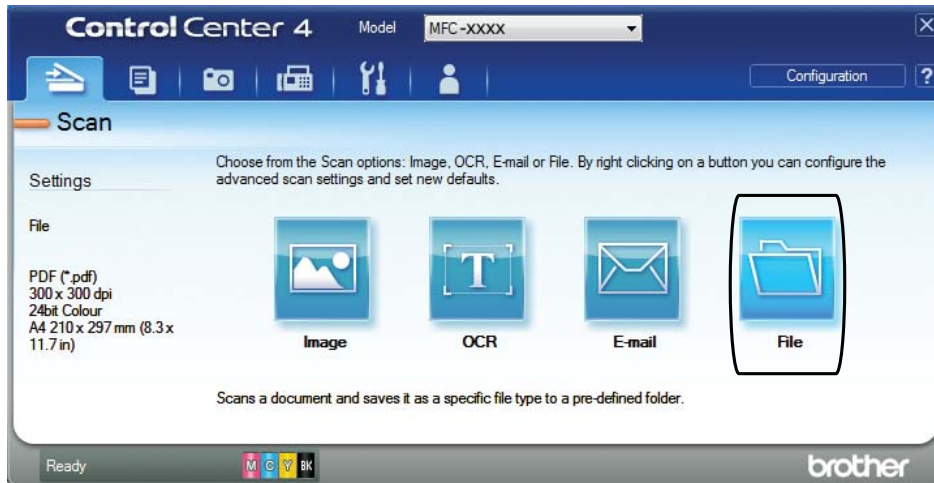 Control Center 4 Model MFC-XXXX
Configuration ?
Scan
Settings
Choose from the Scan options: Image, OCR, E-mail or File. By right clicking on a button you can configure the
advanced scan settings and set new defaults.
File
PDF (*.pdf)
300 x 300 dpi
24bit Colour
A4 210 x 297 mm (8.3 x
11.7 in)
T
Image OCR E-mail File
Scans a document and saves it as a specific file type to a pre-defined folder.
Ready M C Y BK brother